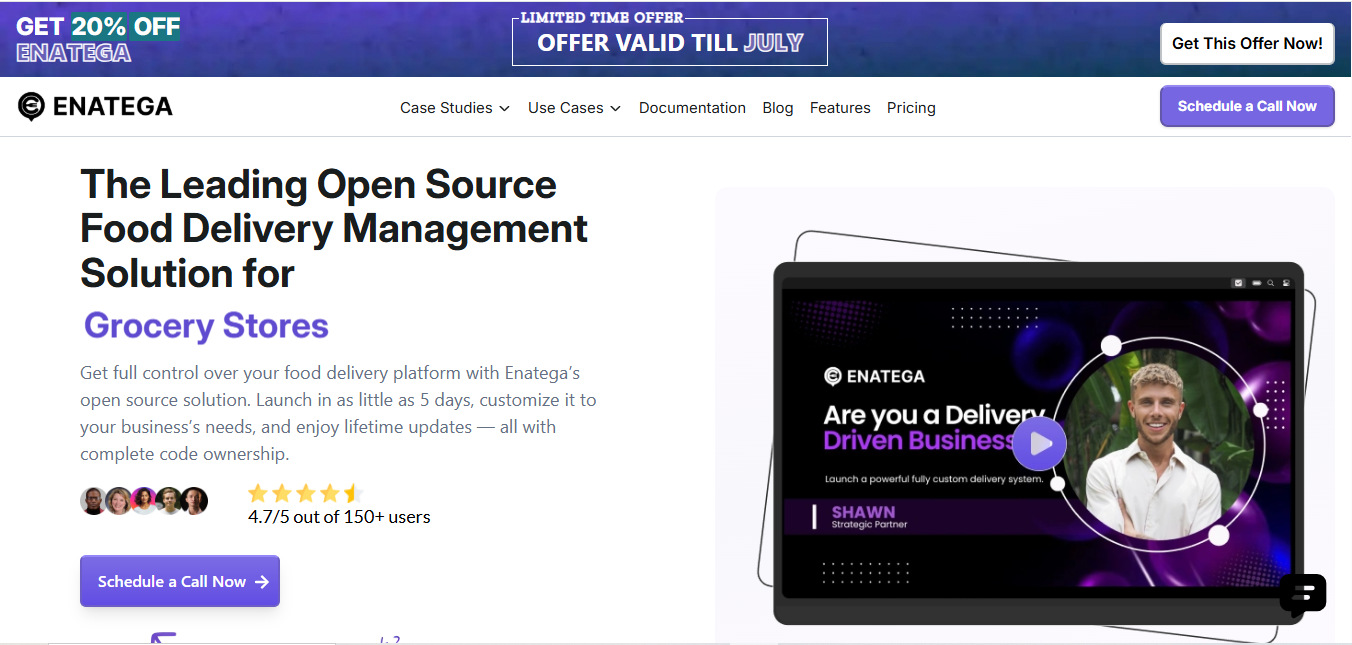 GET 20% OFF
ENATEGA
LIMITED TIME OFFER
OFFER VALID TILL JULY
Get This Offer Now!
ENATEGA
Case Studies
Use Cases
Documentation
Blog
Features
Pricing
Schedule a Call Now
The Leading Open Source
Food Delivery Management
Solution for
Grocery Stores
Get full control over your food delivery platform with Enatega’s
open source solution. Launch in as little as 5 days, customize it to
your business’s needs, and enjoy lifetime updates — all with
complete code ownership.
4.7/5 out of 150+ users
Schedule a Call Now
ENATEGA
Are you a Delivery
Driven Business
Launch a powerful fully custom delivery system.
SHAWN
Strategic Partner